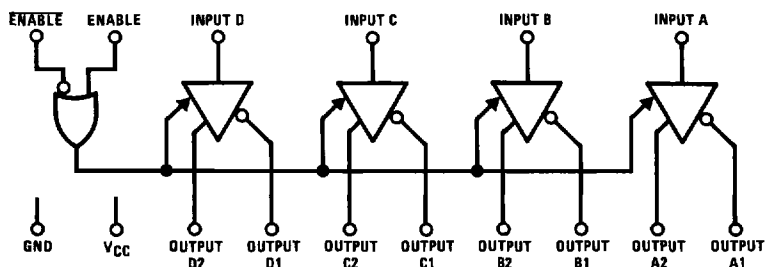 ENABLE ENABLE INPUT D INPUT C INPUT B INPUT A
GND VCC OUTPUT D2 OUTPUT D1 OUTPUT C2 OUTPUT C1 OUTPUT B2 OUTPUT B1 OUTPUT A2 OUTPUT A1